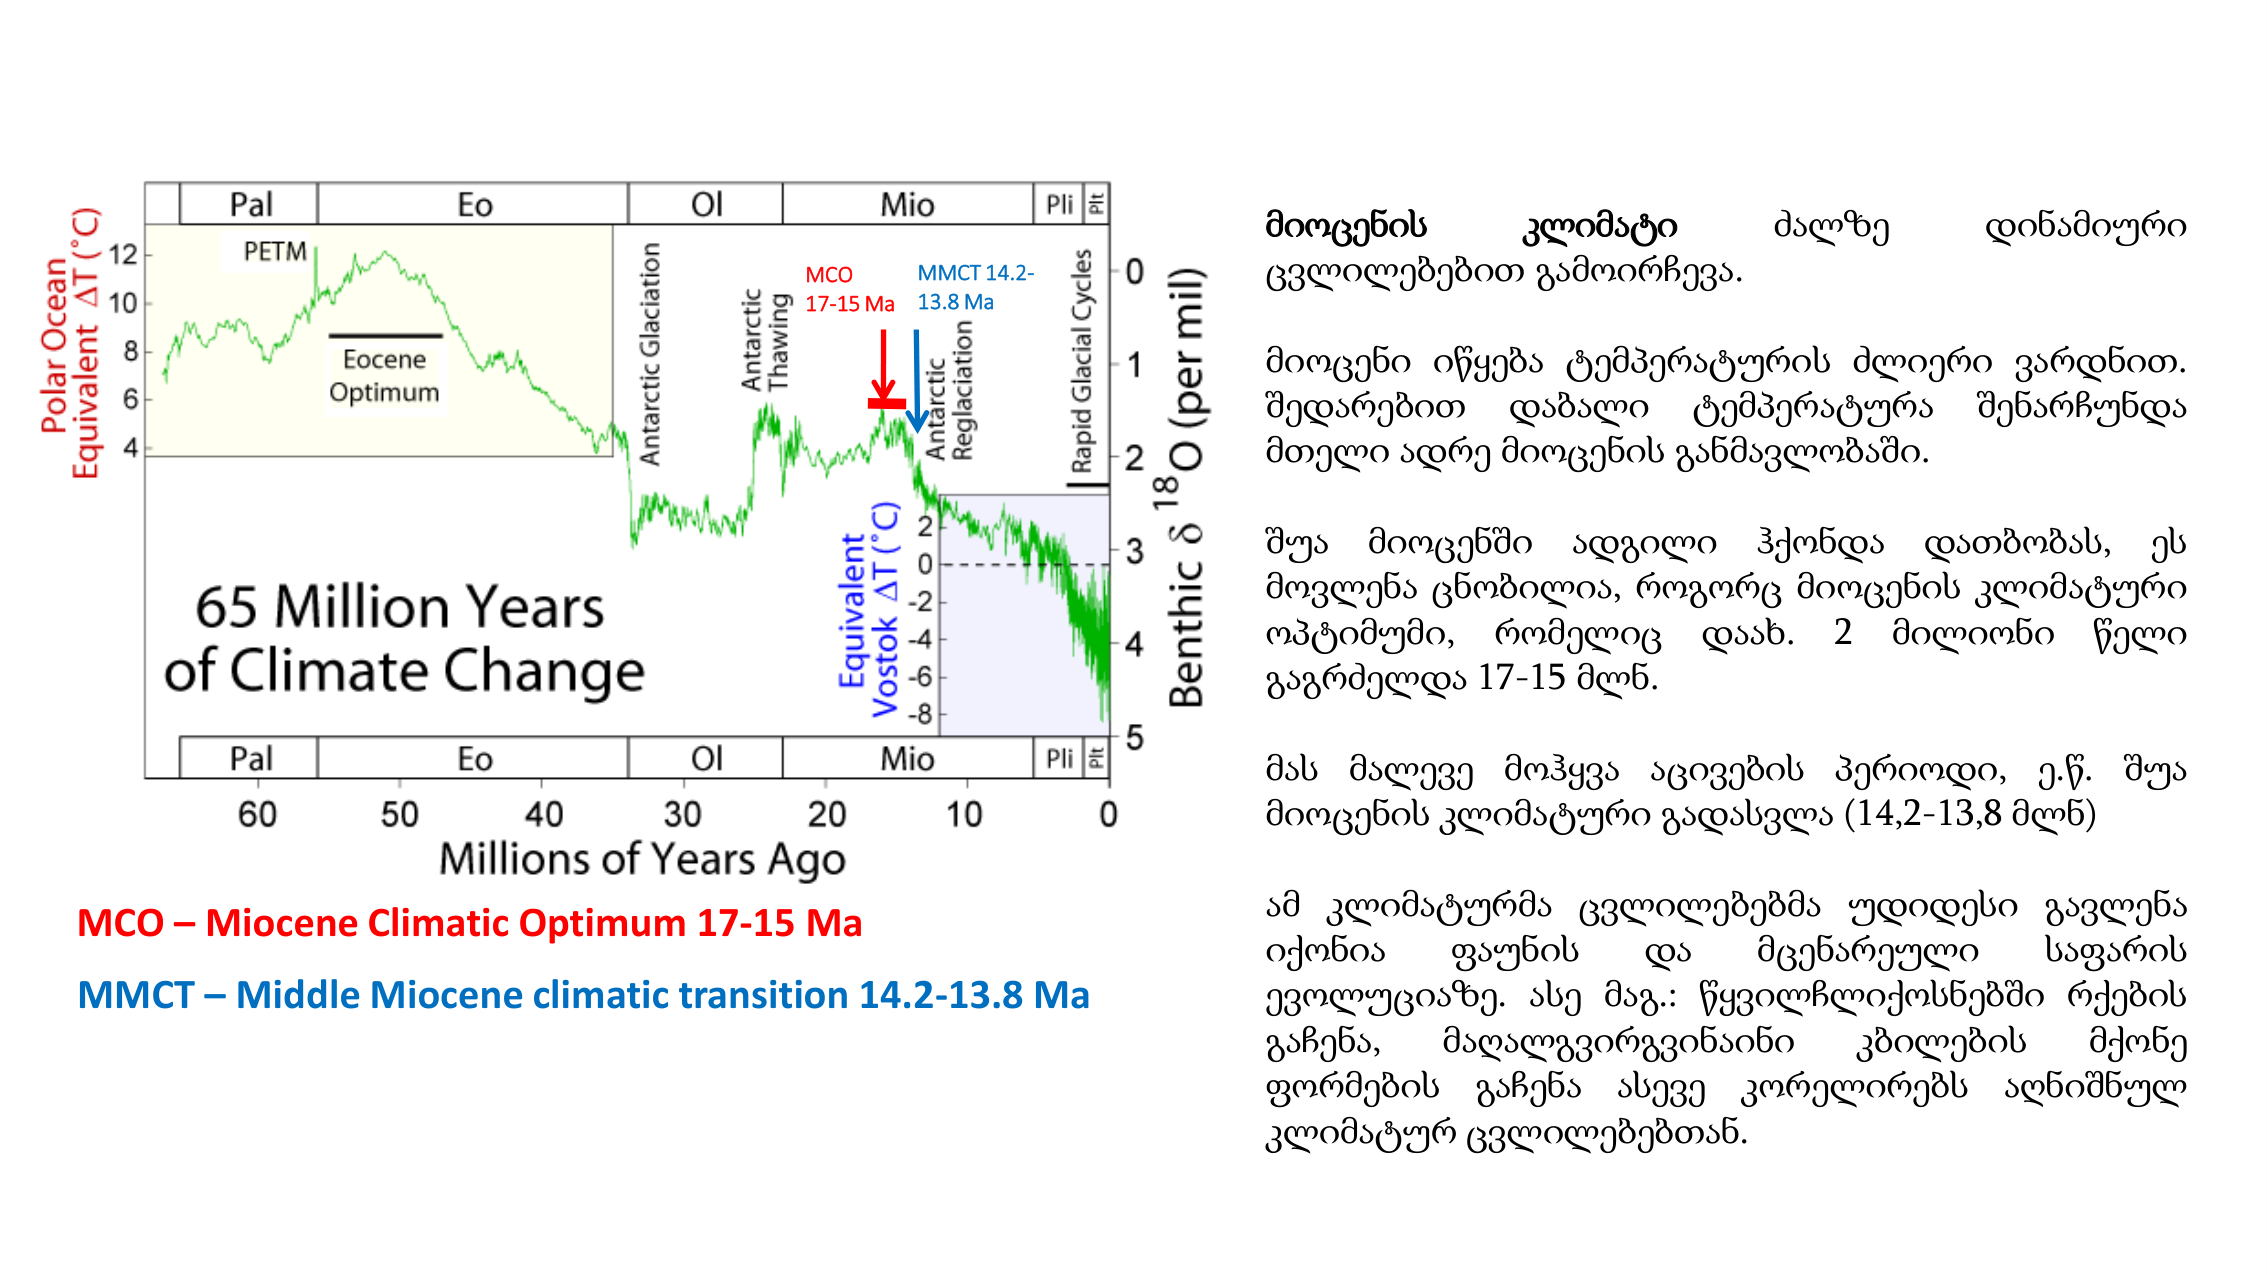 Pal Eo Ol Mio Pli Plt
Polar Ocean
Equivalent ΔT (˚C)
12
10
8
6
4
PETM
Eocene
Optimum
Antarctic Glaciation
Antarctic
Thawing
MCO
17-15 Ma
MMCT 14.2-
13.8 Ma
Antarctic
Reglaciation
Rapid Glacial Cycles
0
1
2
3
4
5
Benthic δ 18O (per mil)
Equivalent
Vostok ΔT (˚C)
2
0
-2
-4
-6
-8
65 Million Years
of Climate Change
Pal Eo Ol Mio Pli Plt
60 50 40 30 20 10 0
Millions of Years Ago
MCO – Miocene Climatic Optimum 17-15 Ma
MMCT – Middle Miocene climatic transition 14.2-13.8 Ma
მიოცენის კლიმატი ძალზე დინამიური
ცვლილებებით გამოირჩევა.
მიოცენი იწყება ტემპერატურის ძლიერი ვარდნით.
შედარებით დაბალი ტემპერატურა შენარჩუნდა
მთელი ადრე მიოცენის განმავლობაში.
შუა მიოცენში ადგილი ჰქონდა დათბობას, ეს
მოვლენა ცნობილია, როგორც მიოცენის კლიმატური
ოპტიმუმი, რომელიც დაახ. 2 მილიონი წელი
გაგრძელდა 17-15 მლნ.
მას მალევე მოჰყვა აცივების პერიოდი, ე.წ. შუა
მიოცენის კლიმატური გადასვლა (14,2-13,8 მლნ)
ამ კლიმატურმა ცვლილებებმა უდიდესი გავლენა
იქონია ფაუნის და მცენარეული საფარის
ევოლუციაზე. ასე მაგ.: წყვილჩლიქოსნებში რქების
გაჩენა, მაღალგვირგვინაინი კბილების მქონე
ფორმების გაჩენა ასევე კორელირებს აღნიშნულ
კლიმატურ ცვლილებებთან.